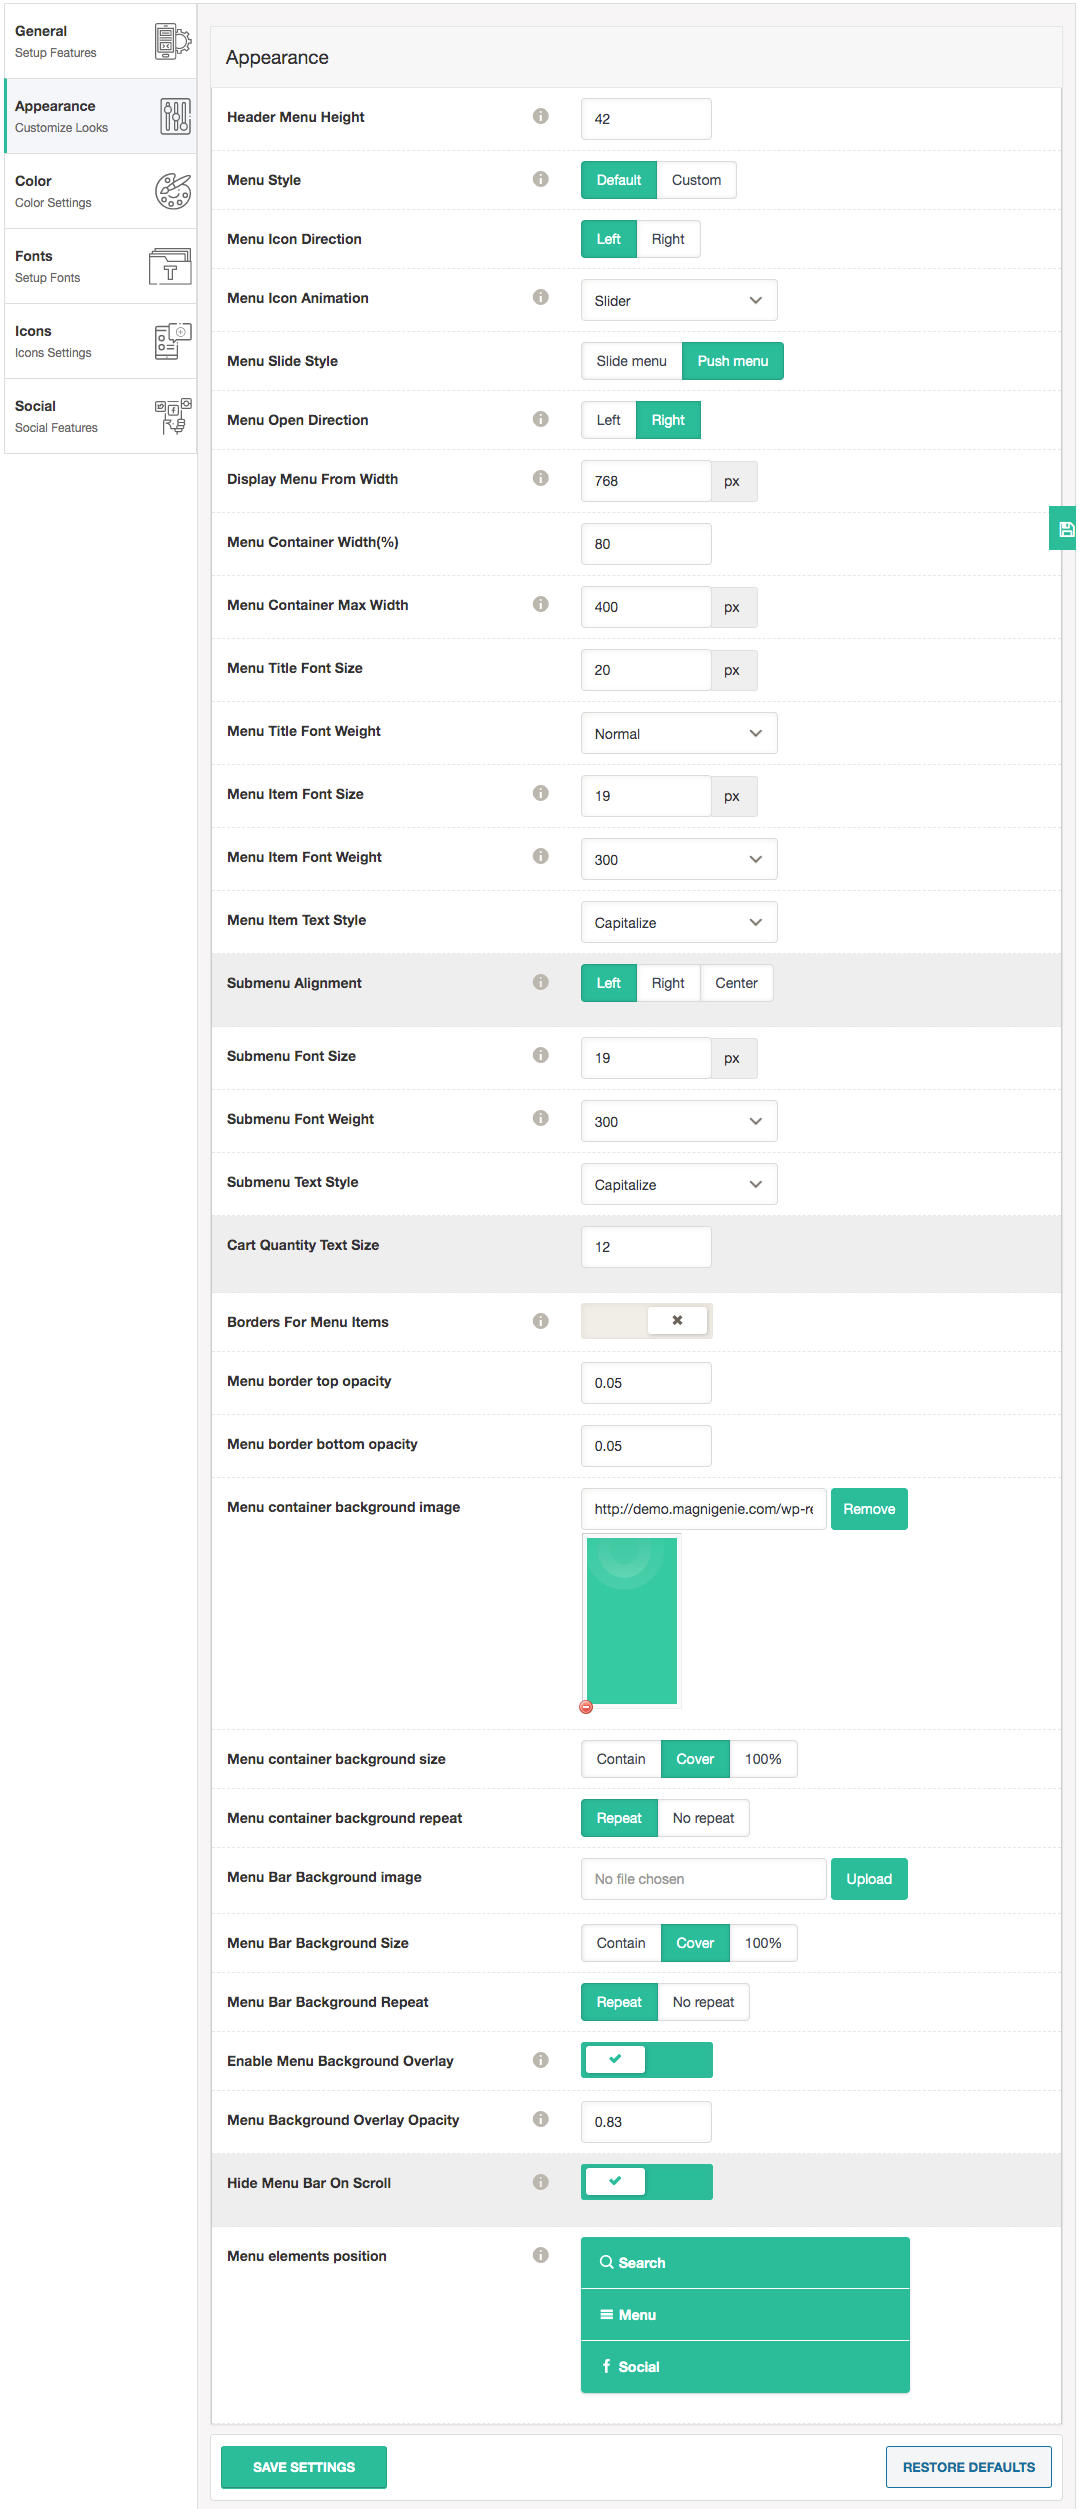 General
Setup Features
Appearance
Customize Looks
Color
Color Settings
Fonts
Setup Fonts
Icons
Icons Settings
Social
Social Features
Appearance
Header Menu Height 42
Menu Style Default Custom
Menu Icon Direction Left Right
Menu Icon Animation Slider
Menu Slide Style Slide menu Push menu
Menu Open Direction Left Right
Display Menu From Width 768 px
Menu Container Width(%) 80
Menu Container Max Width 400 px
Menu Title Font Size 20 px
Menu Title Font Weight Normal
Menu Item Font Size 19 px
Menu Item Font Weight 300
Menu Item Text Style Capitalize
Submenu Alignment Left Right Center
Submenu Font Size 19 px
Submenu Font Weight 300
Submenu Text Style Capitalize
Cart Quantity Text Size 12
Borders For Menu Items
Menu border top opacity 0.05
Menu border bottom opacity 0.05
Menu container background image http://demo.magnigenie.com/wp-re Remove
Menu container background size Contain Cover 100%
Menu container background repeat Repeat No repeat
Menu Bar Background image No file chosen Upload
Menu Bar Background Size Contain Cover 100%
Menu Bar Background Repeat Repeat No repeat
Enable Menu Background Overlay
Menu Background Overlay Opacity 0.83
Hide Menu Bar On Scroll
Menu elements position Search
Menu
Social
SAVE SETTINGS RESTORE DEFAULTS